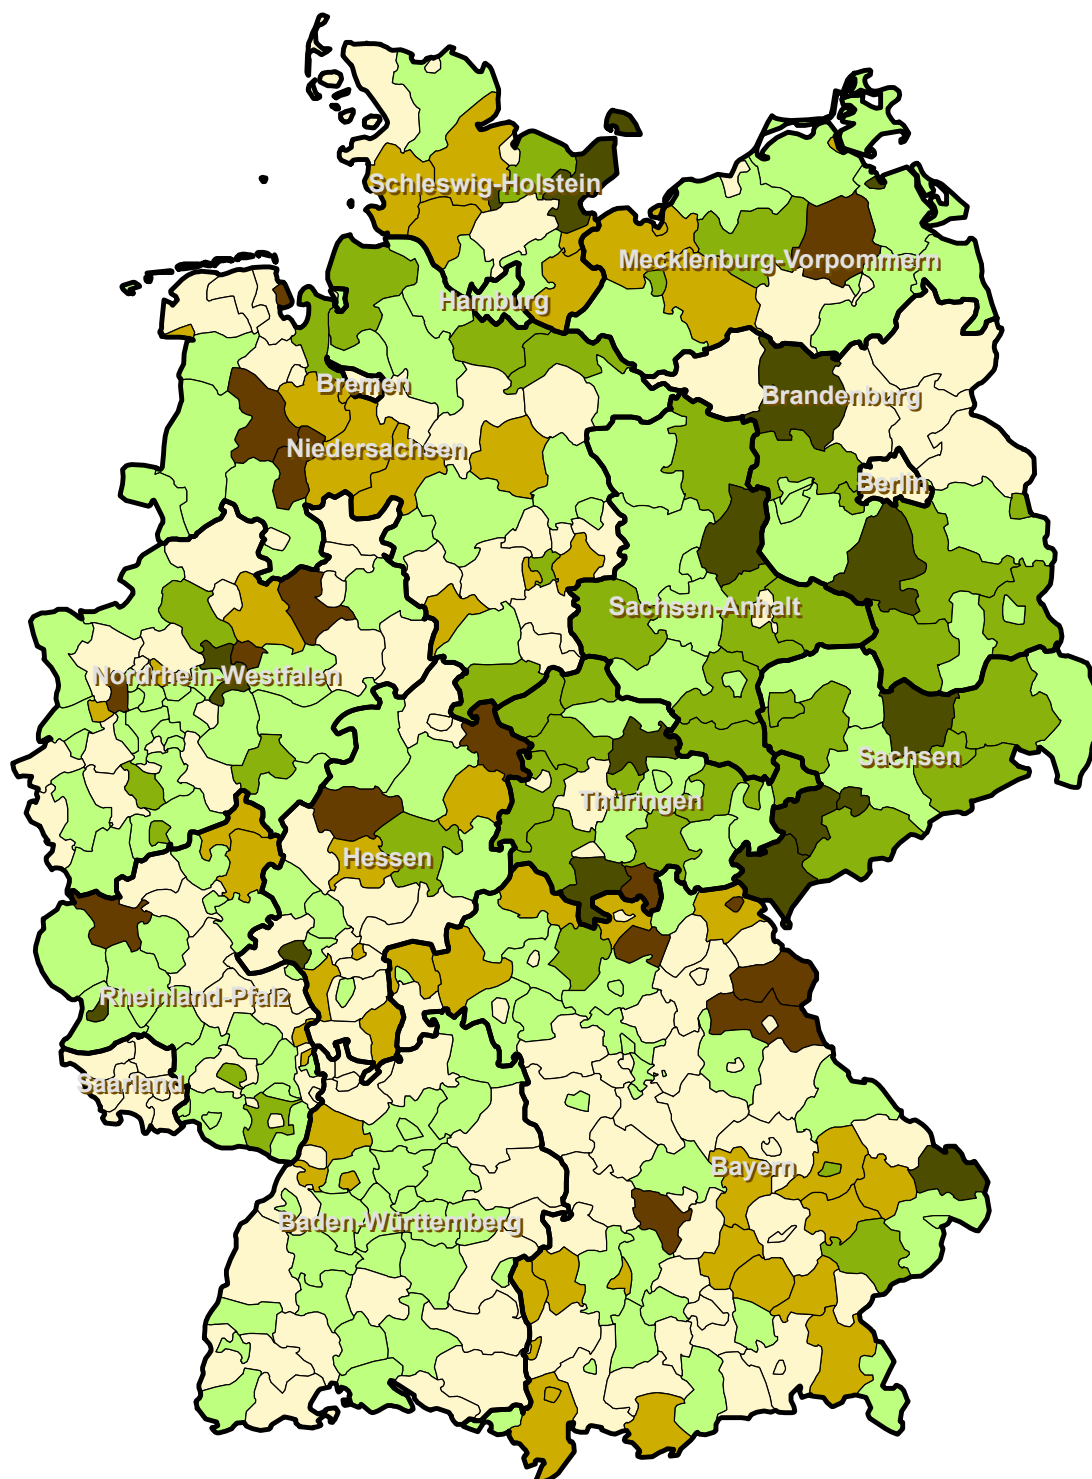 Schleswig-Holstein
Mecklenburg-Vorpommern
Hamburg
Bremen
Brandenburg
Niedersachsen
Berlin
Sachsen-Anhalt
Nordrhein-Westfalen
Sachsen
Thüringen
Hessen
Rheinland-Pfalz
Saarland
Bayern
Baden-Württemberg